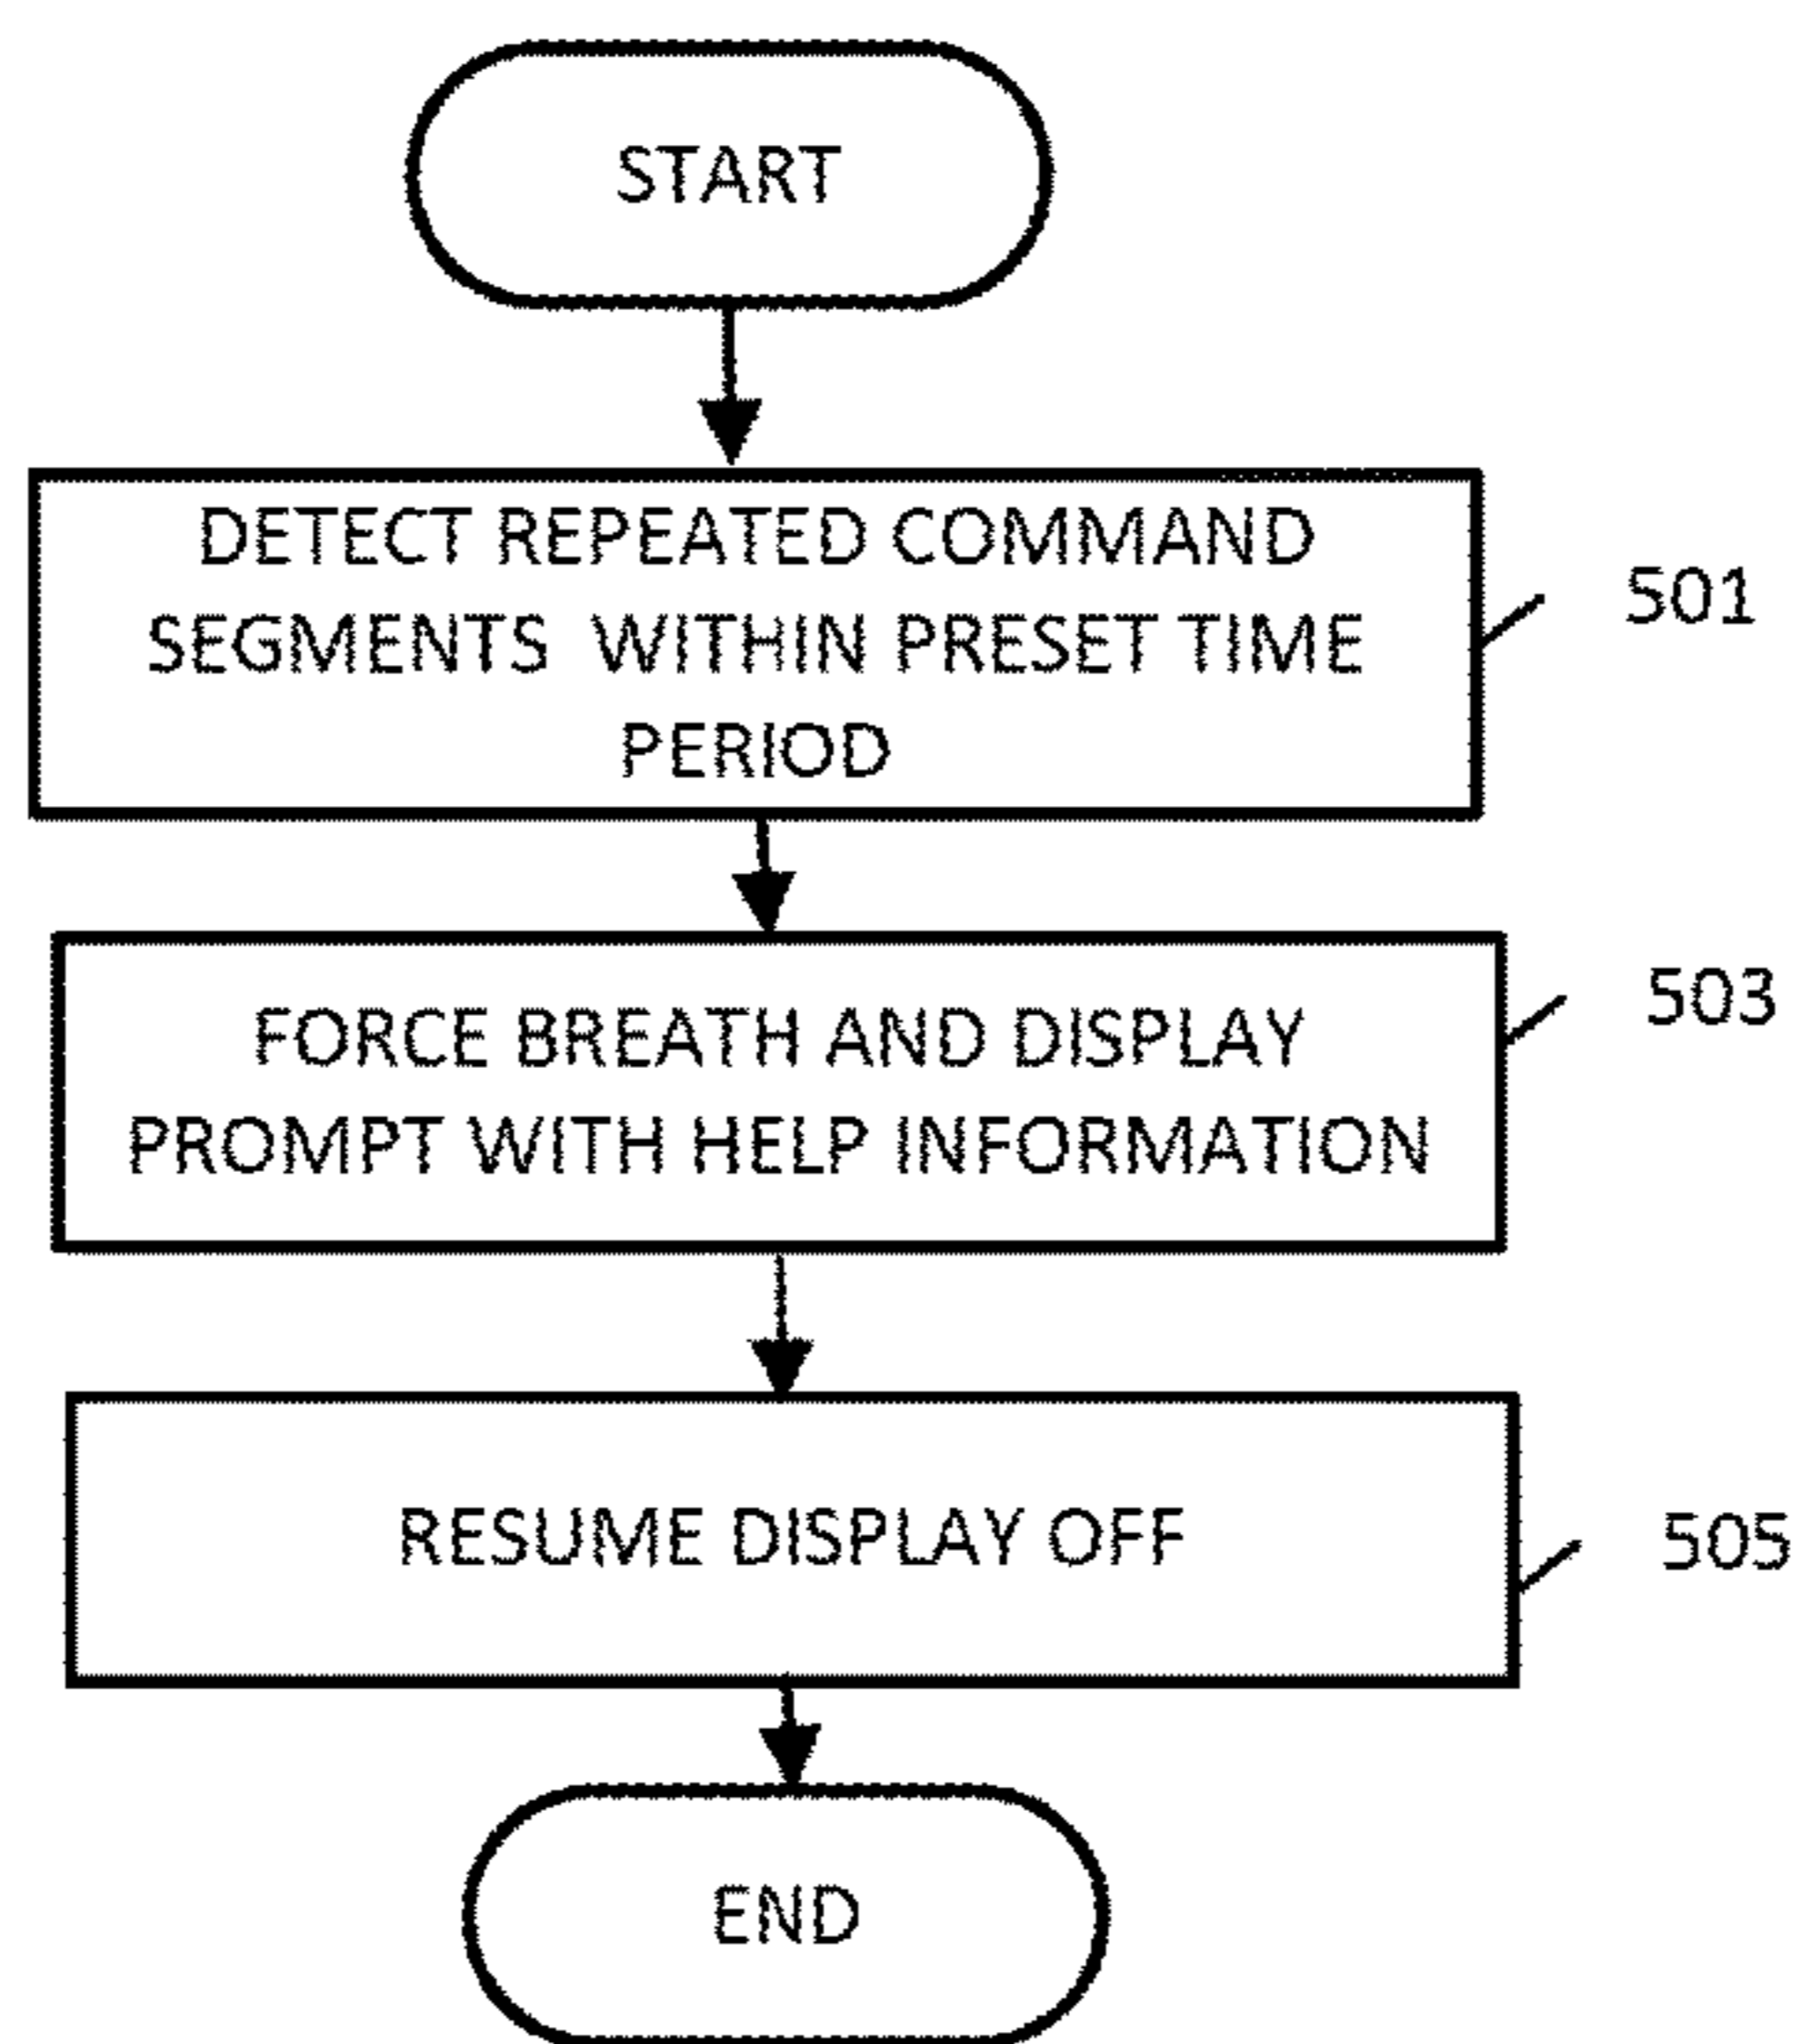 START
DETECT REPEATED COMMAND
SEGMENTS WITHIN PRESET TIME
PERIOD
501
FORCE BREATH AND DISPLAY
PROMPT WITH HELP INFORMATION
503
RESUME DISPLAY OFF
505
END